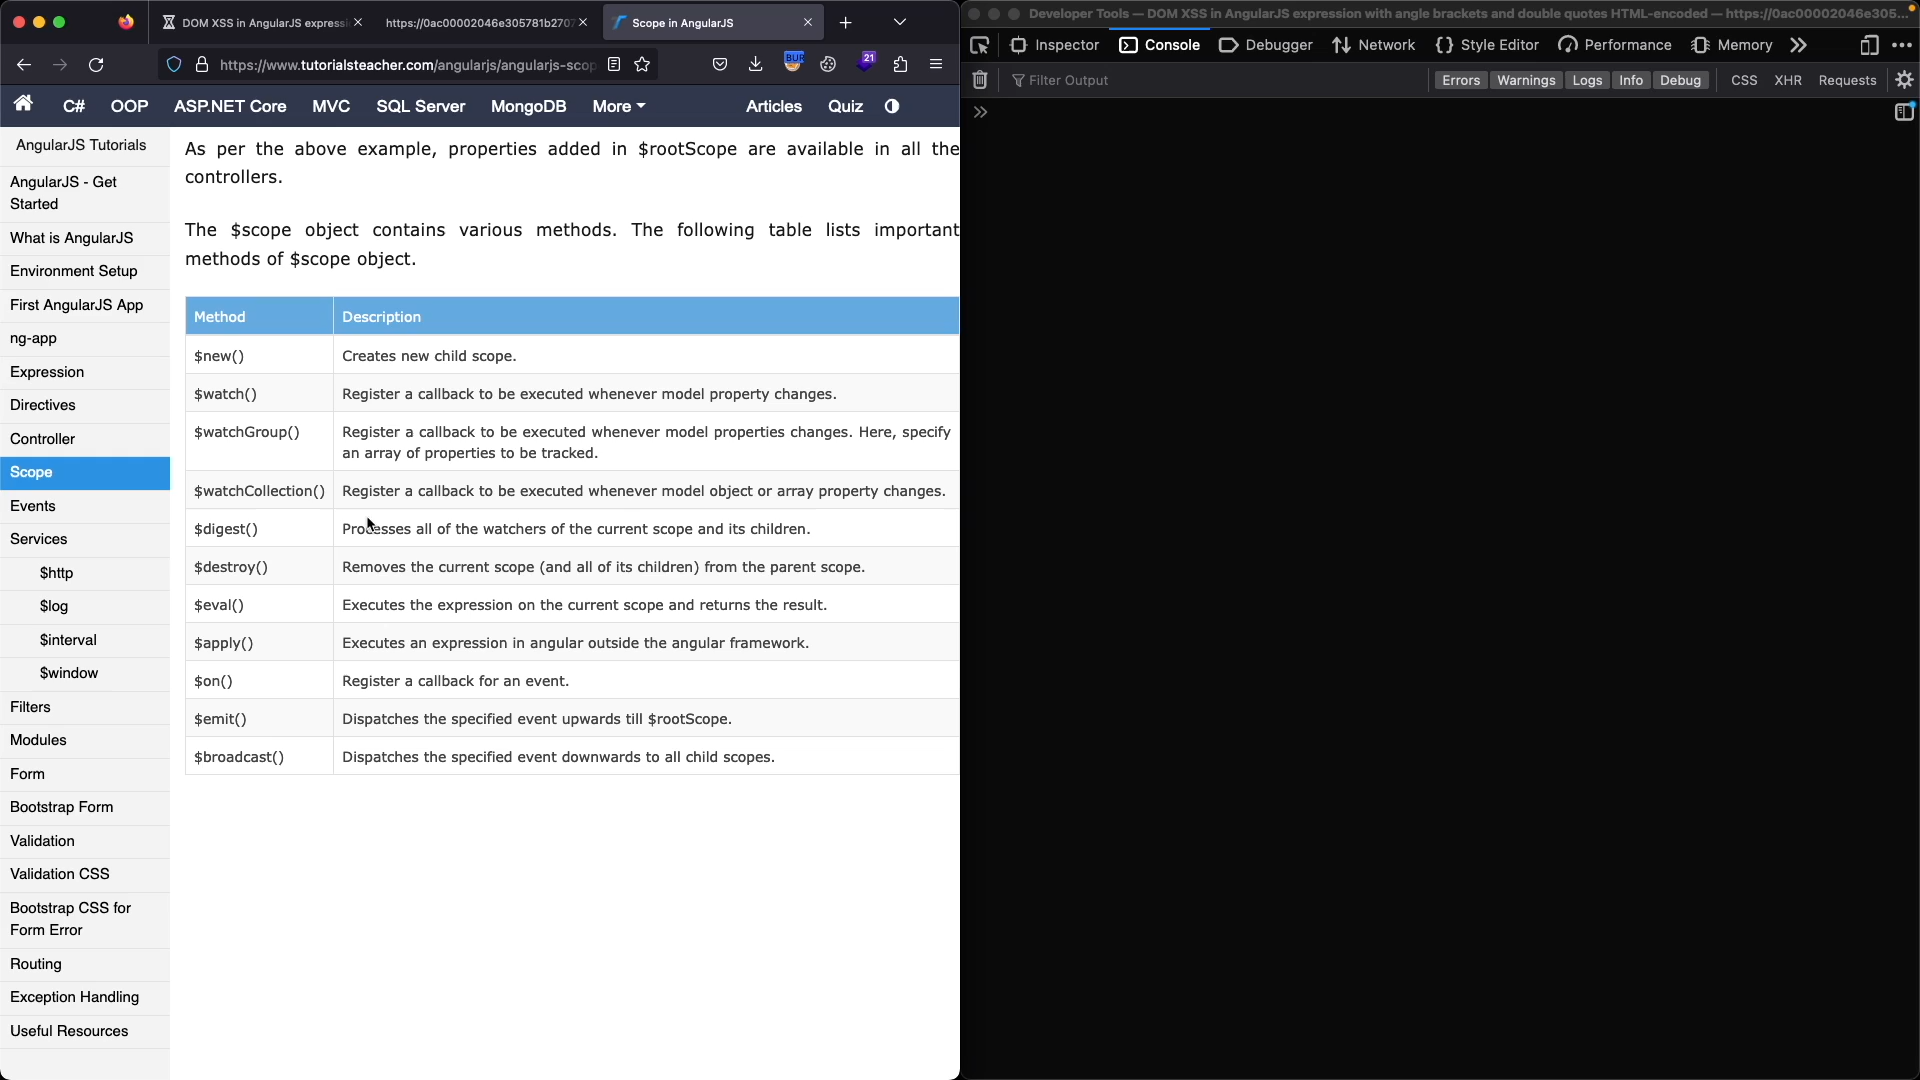 DOM XSS in AngularJS expressi
https://0ac00002046e305781b2707
Scope in AngularJS
https://www.tutorialsteacher.com/angularjs/angularjs-scop
BUR
21
C#
OOP
ASP.NET Core
MVC
SQL Server
MongoDB
More
Articles
Quiz
AngularJS Tutorials
AngularJS - Get
Started
What is AngularJS
Environment Setup
First AngularJS App
ng-app
Expression
Directives
Controller
Scope
Events
Services
$http
$log
$interval
$window
Filters
Modules
Form
Bootstrap Form
Validation
Validation CSS
Bootstrap CSS for
Form Error
Routing
Exception Handling
Useful Resources
As per the above example, properties added in $rootScope are available in all the
controllers.
The $scope object contains various methods. The following table lists important
methods of $scope object.
Method Description
$new() Creates new child scope.
$watch() Register a callback to be executed whenever model property changes.
$watchGroup() Register a callback to be executed whenever model properties changes. Here, specify
an array of properties to be tracked.
$watchCollection() Register a callback to be executed whenever model object or array property changes.
$digest() Processes all of the watchers of the current scope and its children.
$destroy() Removes the current scope (and all of its children) from the parent scope.
$eval() Executes the expression on the current scope and returns the result.
$apply() Executes an expression in angular outside the angular framework.
$on() Register a callback for an event.
$emit() Dispatches the specified event upwards till $rootScope.
$broadcast() Dispatches the specified event downwards to all child scopes.
Developer Tools — DOM XSS in AngularJS expression with angle brackets and double quotes HTML-encoded — https://0ac00002046e305...
Inspector
Console
Debugger
Network
Style Editor
Performance
Memory
Filter Output
Errors
Warnings
Logs
Info
Debug
CSS
XHR
Requests